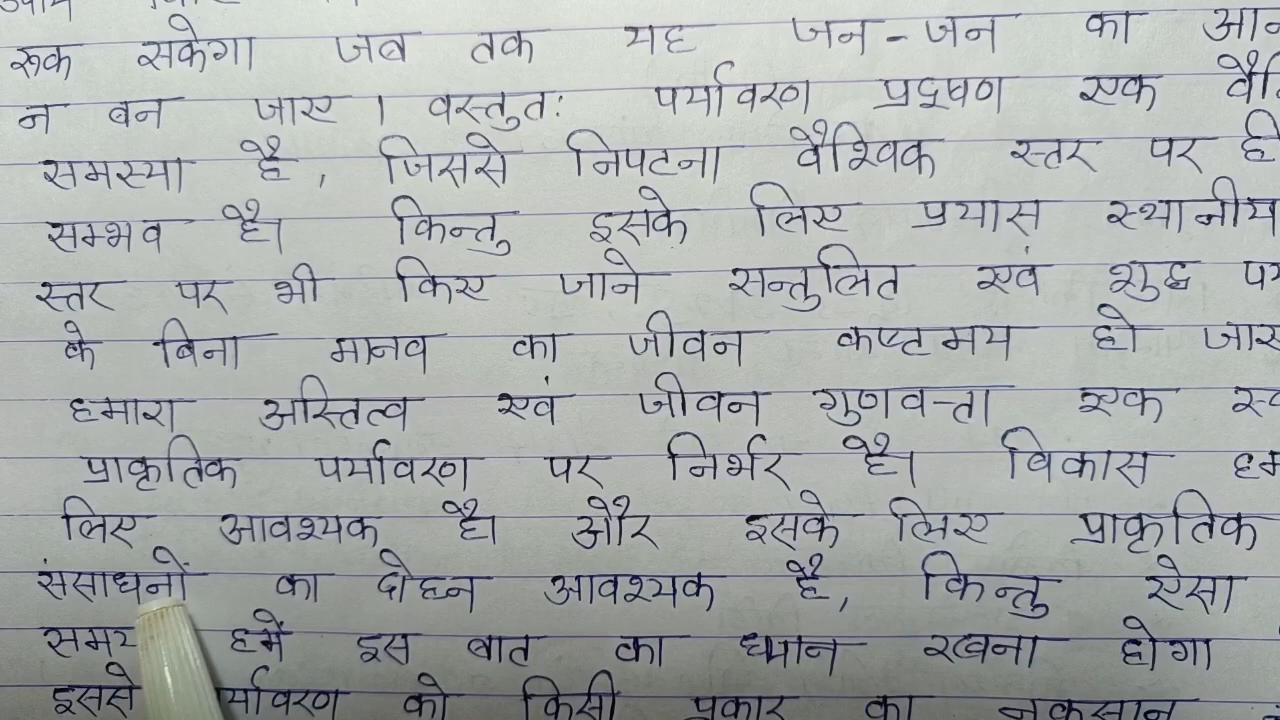 रूक सकेगा जब तक यह जन-जन का
न बन जाए। वस्तुतः पर्यावरण प्रदूषण एक
समस्या है, जिससे निपटना वैश्विक स्तर पर ही
सम्भव है। किन्तु इसके लिए प्रयास स्थानीय
स्तर पर भी किए जाने सन्तुलित एवं शुद्ध
के बिना मानव का जीवन कष्टमय हो
हमारा अस्तित्व एवं जीवन गुणवत्ता एक
प्राकृतिक पर्यावरण पर निर्भर है। विकास
लिए आवश्यक है। और इसके लिए प्राकृतिक
संसाधनों का दोहन आवश्यक है, किन्तु ऐसा
हमें इस बात का ध्यान रखना होगा
इससे को किसी प्रकार का नुकसान